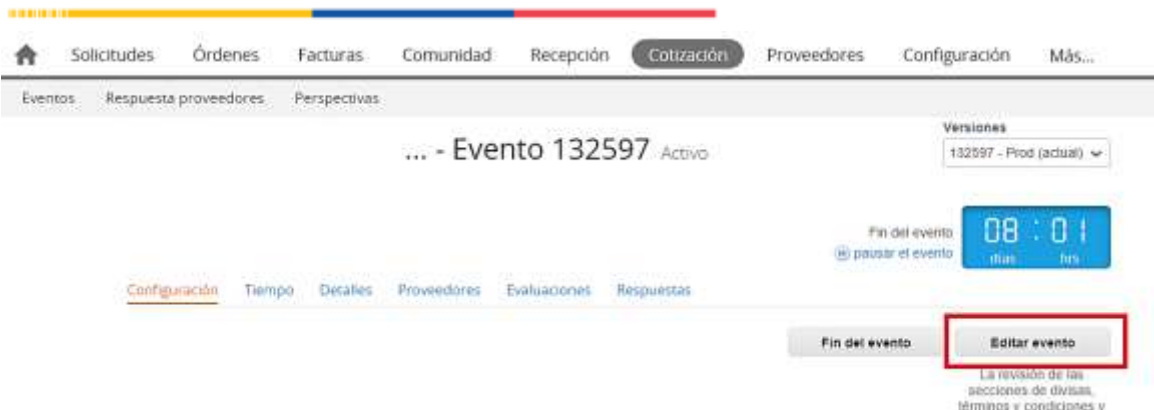 Solicitudes Órdenes Facturas Comunidad Recepción Cotización Proveedores Configuración Más...
Eventos Respuesta proveedores Perspectivas
Versiones
... - Evento 132597 Activo
132597 - Prod (actual)
Fin del evento
pausar el evento
08 : 01
días hrs
Configuración Tiempo Detalles Proveedores Evaluaciones Respuestas
Fin del evento Editar evento
La revisión de las
secciones de divisas,
términos y condiciones y